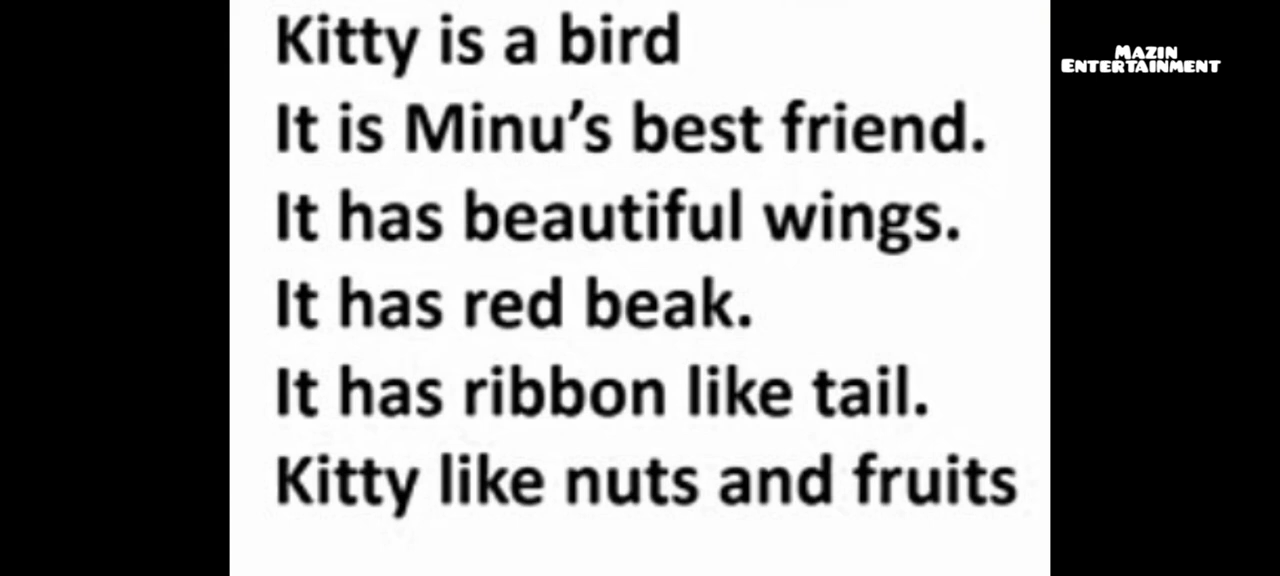 Kitty is a bird
It is Minu's best friend.
It has beautiful wings.
It has red beak.
It has ribbon like tail.
Kitty like nuts and fruits
MAZIN
ENTERTAINMENT